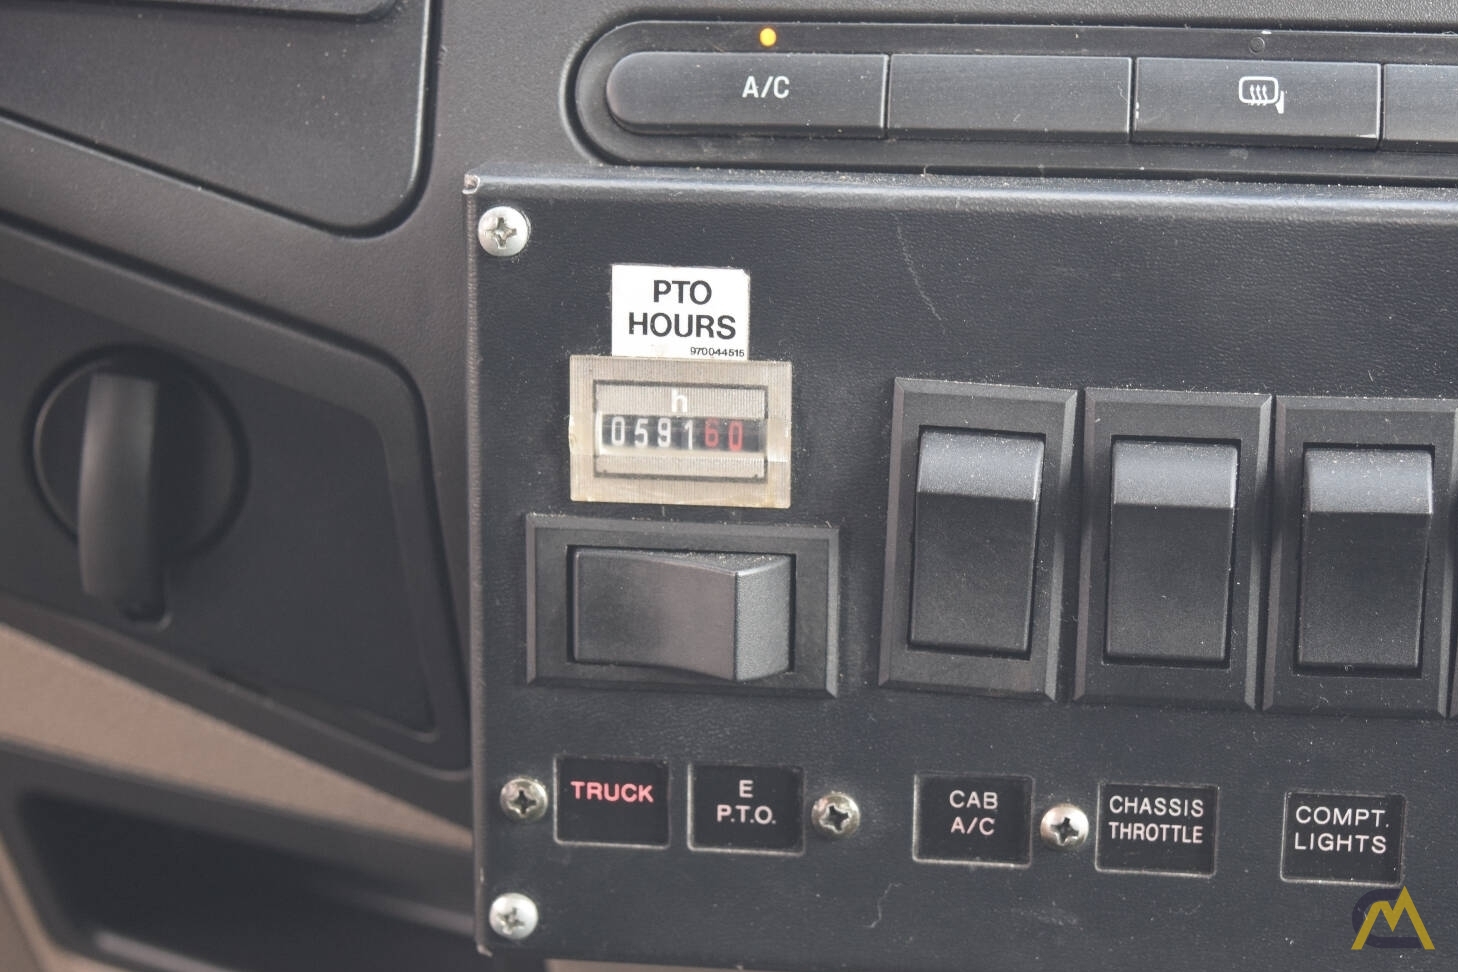 A/C
PTO
HOURS
970044515
h
059160
TRUCK
E
P.T.O.
CAB
A/C
CHASSIS
THROTTLE
COMPT.
LIGHTS